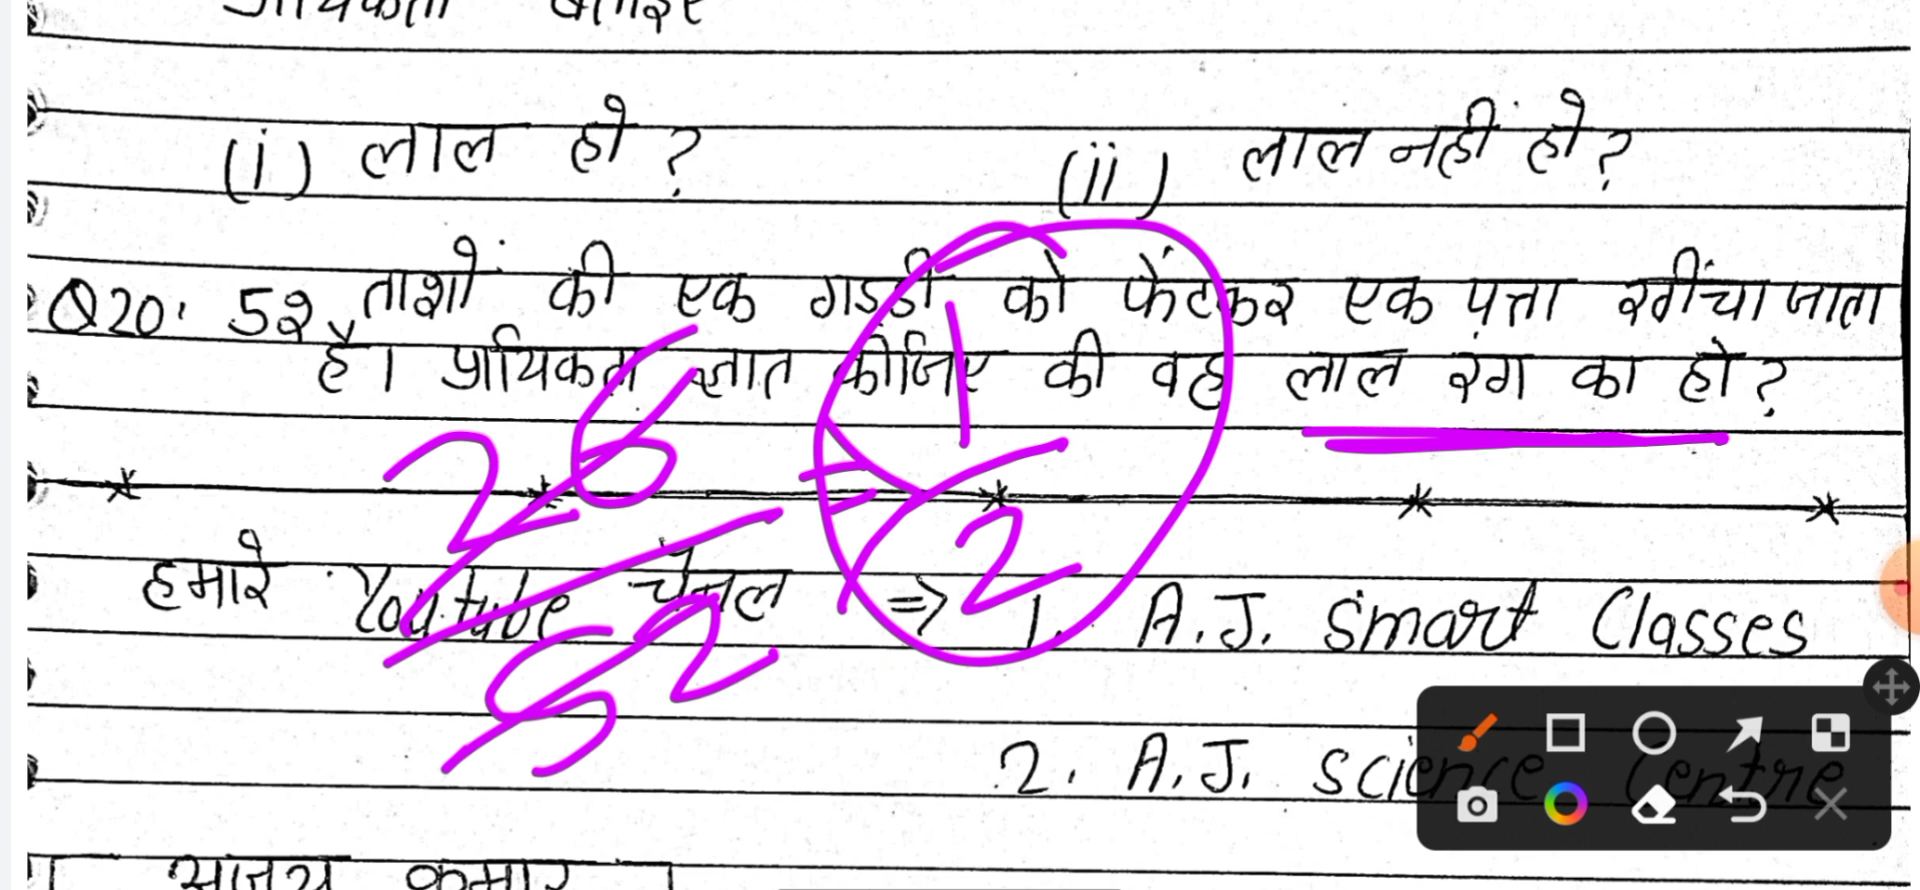 (i) लाल हो ? (ii) लाल नही हो ?
Q20. 52 ताशों की एक गड्डी को फेंटकर एक पत्ता खींचा जाता
है। प्रायिकता ज्ञात कीजिए की वह लाल रंग का हो ?
26
52
=
1
2
हमारे Youtube चैनल => 1. A.J. Smart Classes
2. A.J. Science Centre